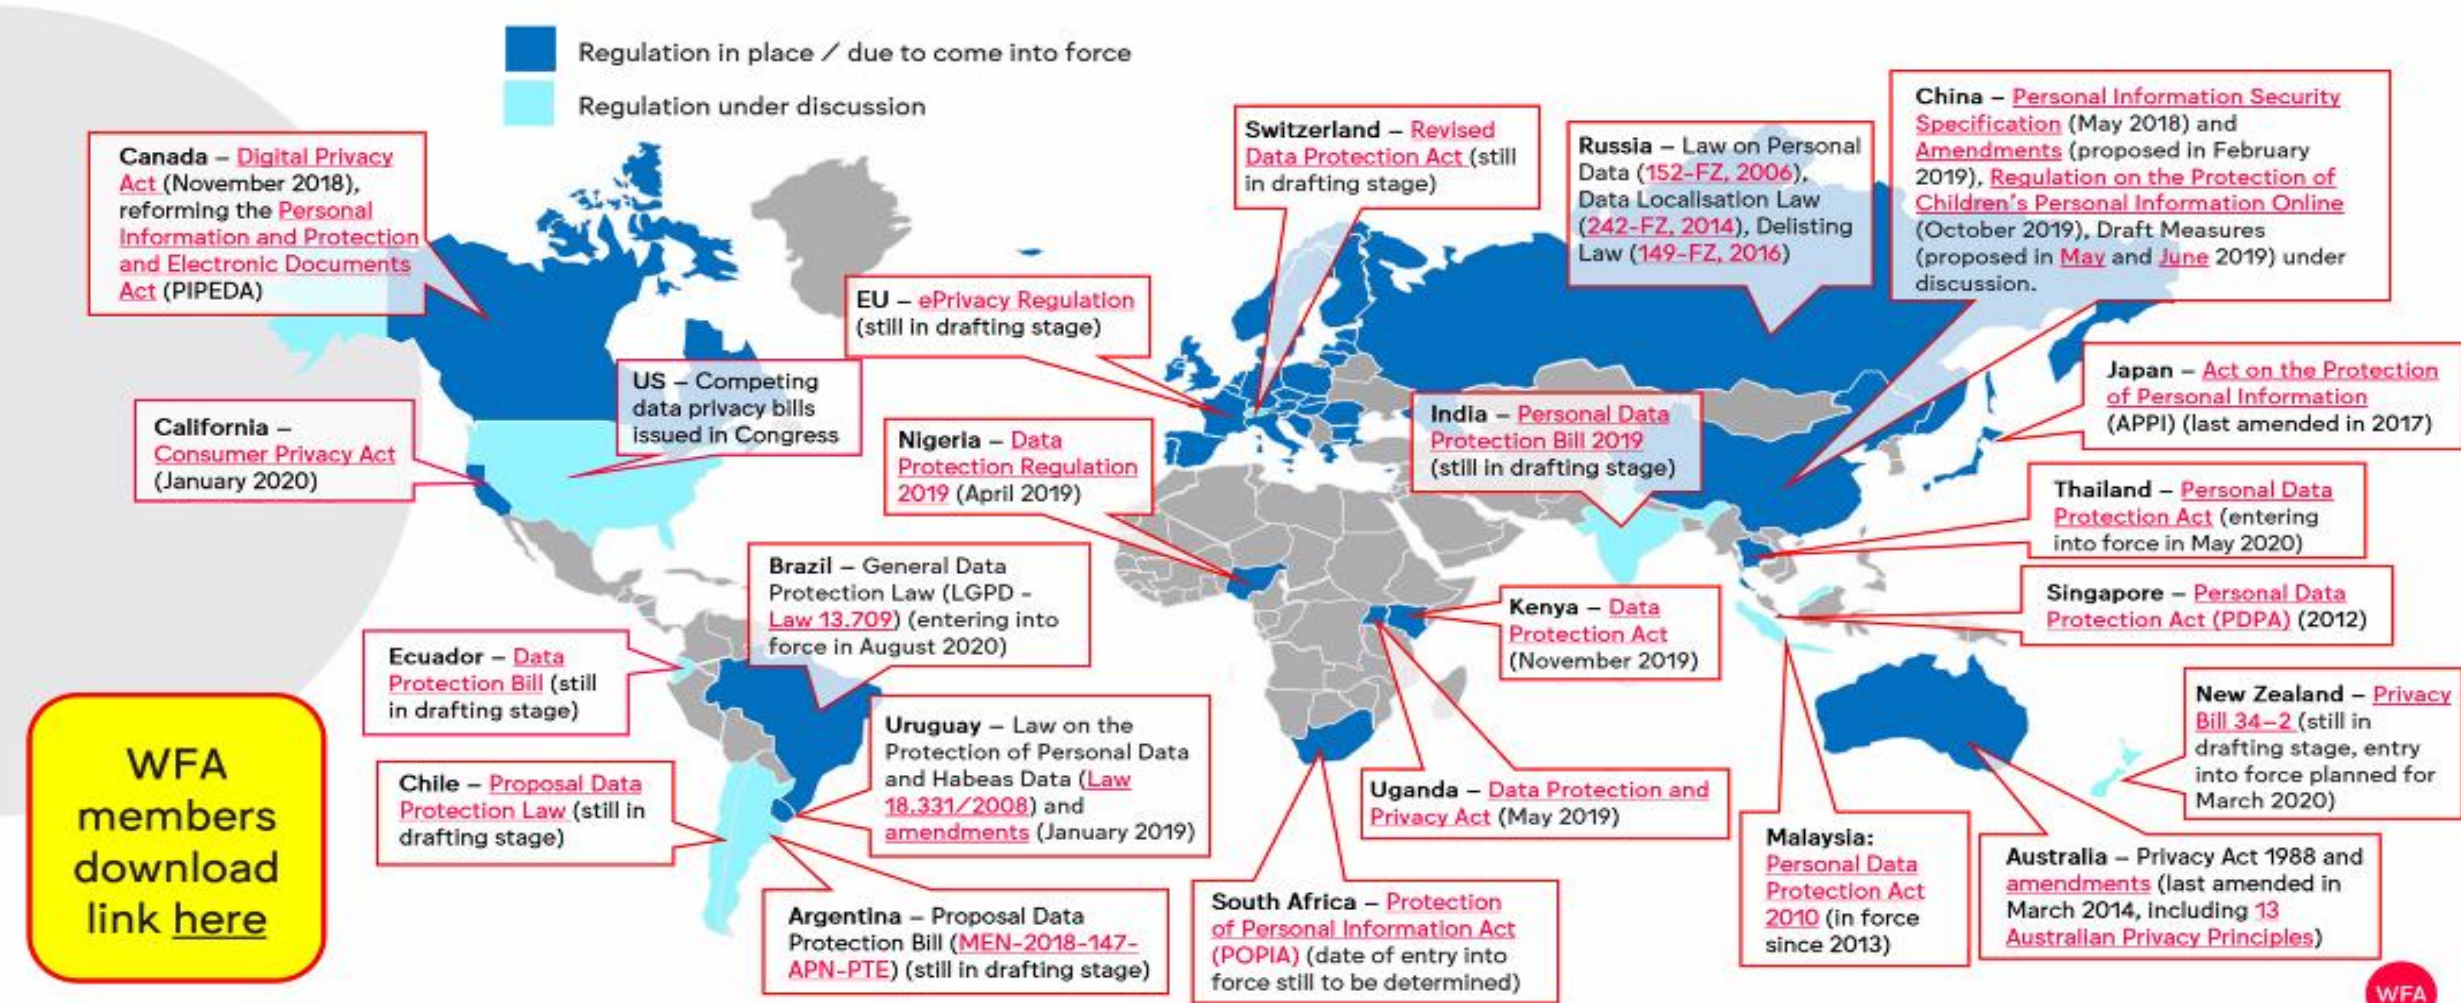 Regulation in place / due to come into force
Regulation under discussion
Canada – Digital Privacy
Act (November 2018),
reforming the Personal
Information and Protection
and Electronic Documents
Act (PIPEDA)
California –
Consumer Privacy Act
(January 2020)
US – Competing
data privacy bills
issued in Congress
EU – ePrivacy Regulation
(still in drafting stage)
Switzerland – Revised
Data Protection Act (still
in drafting stage)
Russia – Law on Personal
Data (152-FZ, 2006),
Data Localisation Law
(242-FZ, 2014), Delisting
Law (149-FZ, 2016)
China – Personal Information Security
Specification (May 2018) and
Amendments (proposed in February
2019), Regulation on the Protection of
Children's Personal Information Online
(October 2019), Draft Measures
(proposed in May and June 2019) under
discussion.
Japan – Act on the Protection
of Personal Information
(APPI) (last amended in 2017)
Nigeria – Data
Protection Regulation
2019 (April 2019)
India – Personal Data
Protection Bill 2019
(still in drafting stage)
Thailand – Personal Data
Protection Act (entering
into force in May 2020)
Singapore – Personal Data
Protection Act (PDPA) (2012)
Brazil – General Data
Protection Law (LGPD -
Law 13.709) (entering into
force in August 2020)
Kenya – Data
Protection Act
(November 2019)
Ecuador – Data
Protection Bill (still
in drafting stage)
Chile – Proposal Data
Protection Law (still in
drafting stage)
Uruguay – Law on the
Protection of Personal Data
and Habeas Data (Law
18.331/2008) and
amendments (January 2019)
Argentina – Proposal Data
Protection Bill (MEN-2018-147-
APN-PTE) (still in drafting stage)
South Africa – Protection
of Personal Information Act
(POPIA) (date of entry into
force still to be determined)
Uganda – Data Protection and
Privacy Act (May 2019)
Malaysia:
Personal Data
Protection Act
2010 (in force
since 2013)
Australia – Privacy Act 1988 and
amendments (last amended in
March 2014, including 13
Australian Privacy Principles)
New Zealand – Privacy
Bill 34–2 (still in
drafting stage, entry
into force planned for
March 2020)
WFA
members
download
link here
WFA